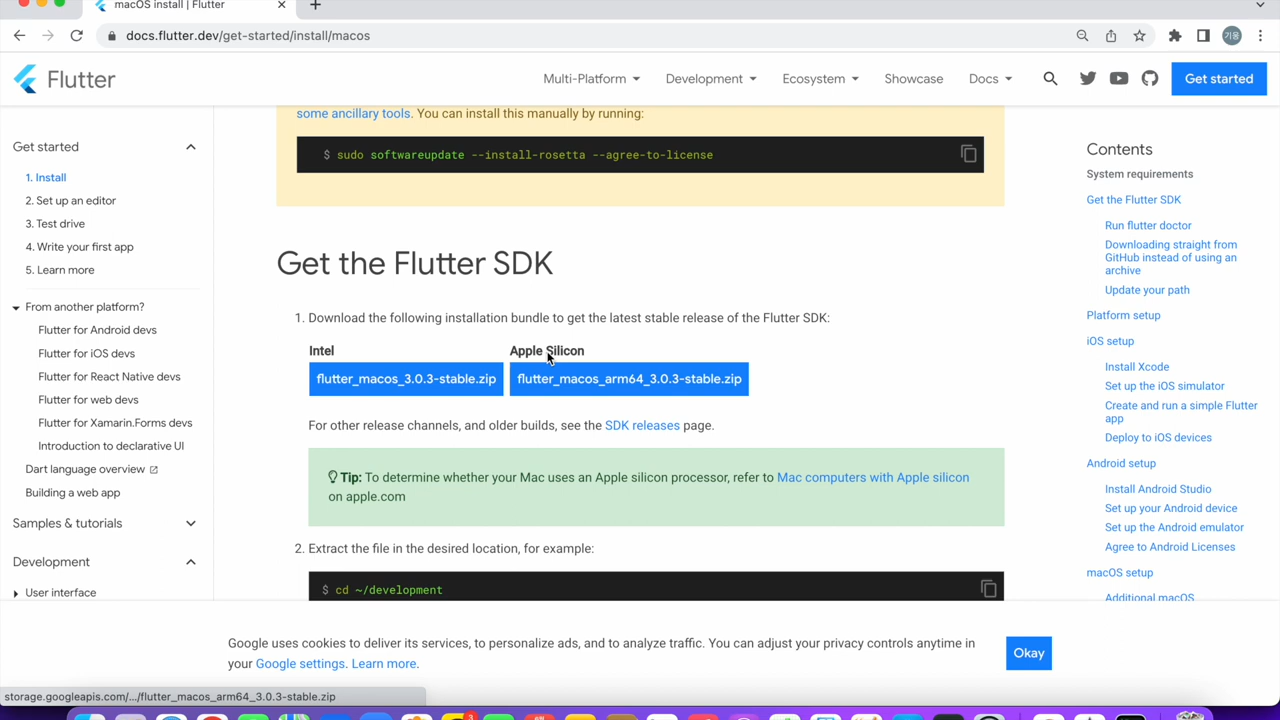 macOS install | Flutter
docs.flutter.dev/get-started/install/macos
기웅
Flutter
Multi-Platform
Development
Ecosystem
Showcase
Docs
Get started
Get started
1. Install
2. Set up an editor
3. Test drive
4. Write your first app
5. Learn more
From another platform?
Flutter for Android devs
Flutter for iOS devs
Flutter for React Native devs
Flutter for web devs
Flutter for Xamarin.Forms devs
Introduction to declarative UI
Dart language overview
Building a web app
Samples & tutorials
Development
User interface
some ancillary tools. You can install this manually by running:
$ sudo softwareupdate --install-rosetta --agree-to-license
Get the Flutter SDK
1. Download the following installation bundle to get the latest stable release of the Flutter SDK:
Intel
Apple Silicon
flutter_macos_3.0.3-stable.zip
flutter_macos_arm64_3.0.3-stable.zip
For other release channels, and older builds, see the SDK releases page.
Tip: To determine whether your Mac uses an Apple silicon processor, refer to Mac computers with Apple silicon
on apple.com
2. Extract the file in the desired location, for example:
$ cd ~/development
Contents
System requirements
Get the Flutter SDK
Run flutter doctor
Downloading straight from
GitHub instead of using an
archive
Update your path
Platform setup
iOS setup
Install Xcode
Set up the iOS simulator
Create and run a simple Flutter
app
Deploy to iOS devices
Android setup
Install Android Studio
Set up your Android device
Set up the Android emulator
Agree to Android Licenses
macOS setup
Additional macOS
Google uses cookies to deliver its services, to personalize ads, and to analyze traffic. You can adjust your privacy controls anytime in
your Google settings. Learn more.
Okay
storage.googleapis.com/.../flutter_macos_arm64_3.0.3-stable.zip